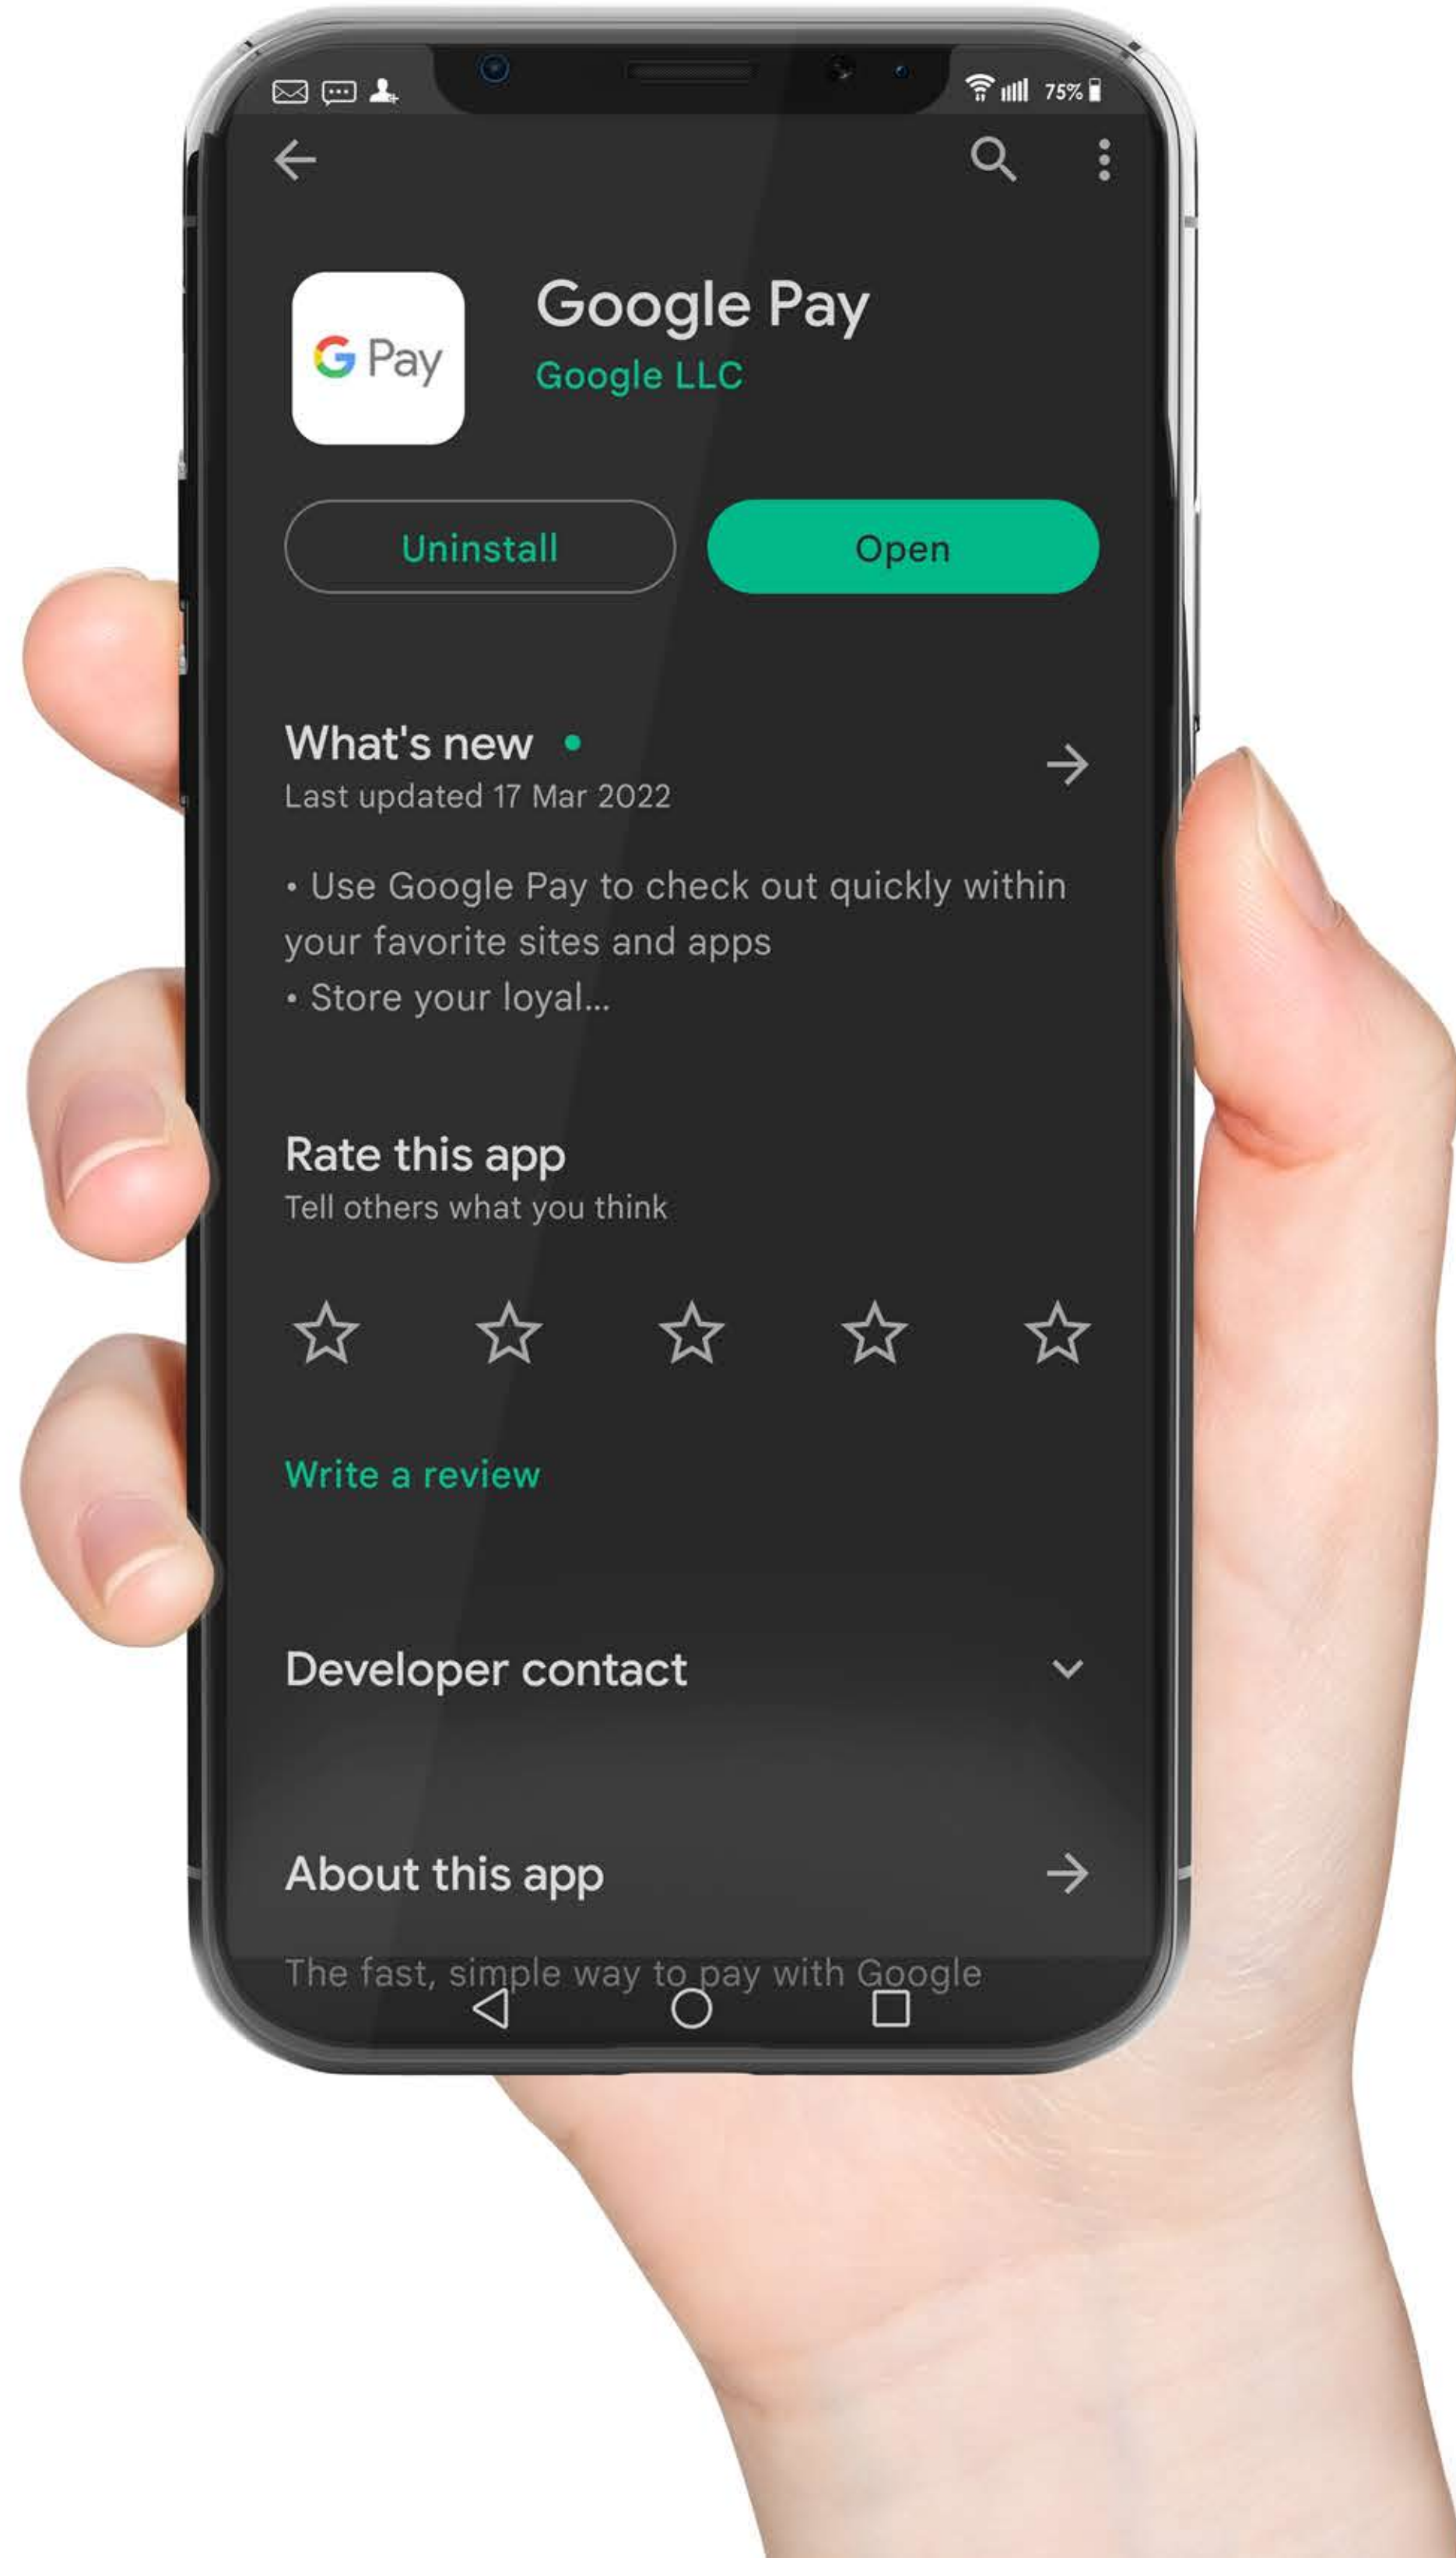 75%
G Pay
Google Pay
Google LLC
Uninstall
Open
What's new
Last updated 17 Mar 2022
• Use Google Pay to check out quickly within
your favorite sites and apps
• Store your loyal...
Rate this app
Tell others what you think
Write a review
Developer contact
About this app
The fast, simple way to pay with Google